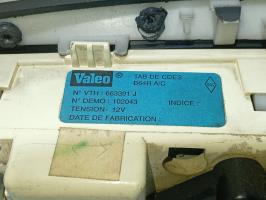 Valeo
TAB DE CDES
B64R A/C
N° VTH : 663391 J
N° DEMO : 102043
INDICE :
TENSION : 12V
DATE DE FABRICATION :